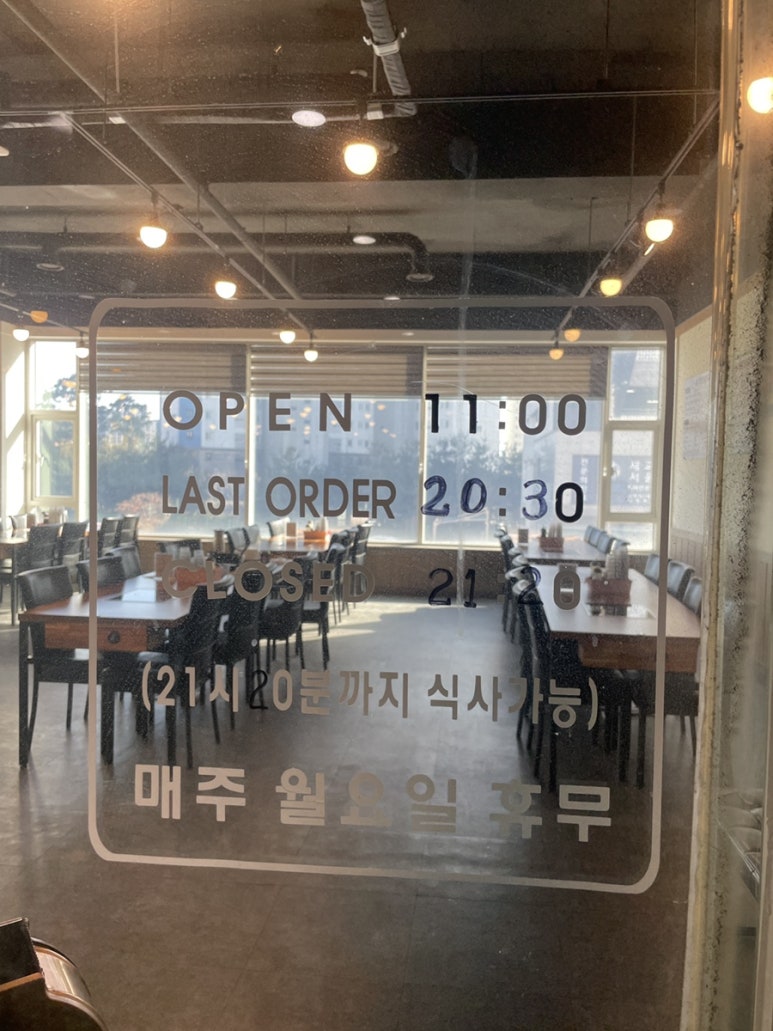 OPEN 11:00
LAST ORDER 20:30
CLOSED 21:20
(21시20분까지 식사가능)
매주 월요일 휴무